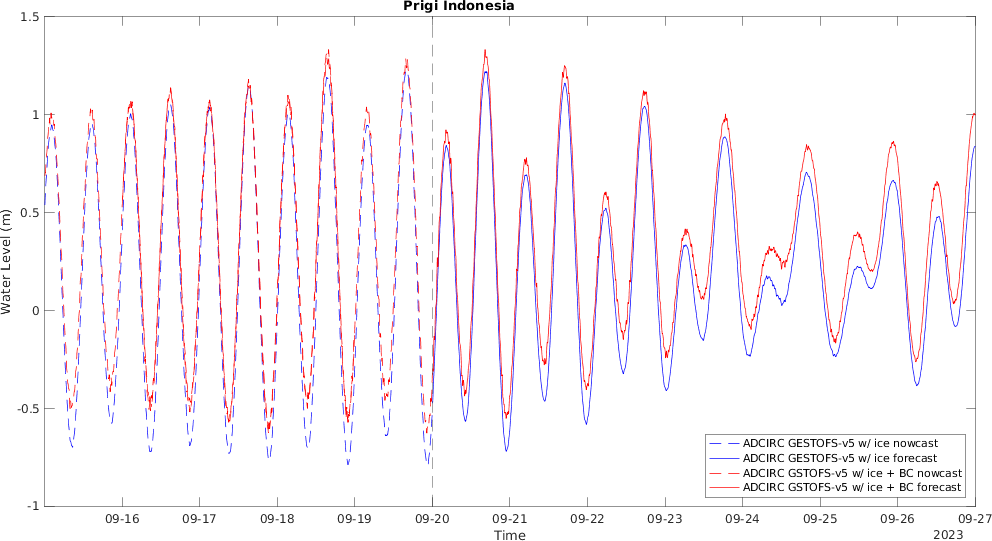 Prigi Indonesia
1.5
1
0.5
0
-0.5
-1
Water Level (m)
09-16
09-17
09-18
09-19
09-20
09-21
09-22
09-23
09-24
09-25
09-26
09-27
Time
2023
ADCIRC GESTOFS-v5 w/ ice nowcast
ADCIRC GESTOFS-v5 w/ ice forecast
ADCIRC GSTOFS-v5 w/ ice + BC nowcast
ADCIRC GSTOFS-v5 w/ ice + BC forecast